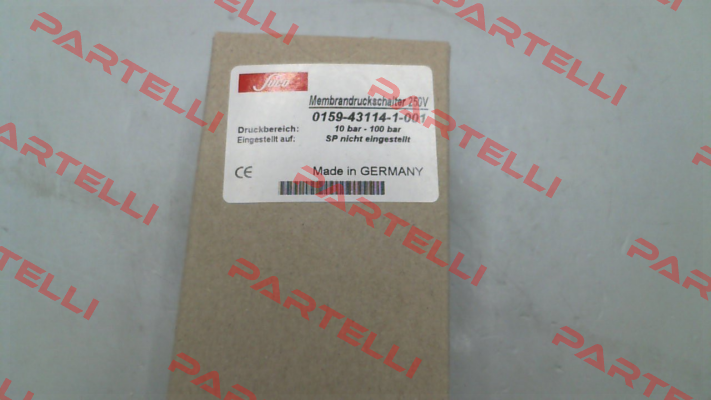 Suco
Membrandruckschalter 250V
0159-43114-1-001
Druckbereich: 10 bar - 100 bar
Eingestellt auf: SP nicht eingestellt
CE Made in GERMANY
PARTELLI
PARTELLI
PARTELLI
PARTELLI
PARTELLI
PARTELLI
PARTELLI
PARTELLI
PARTELLI